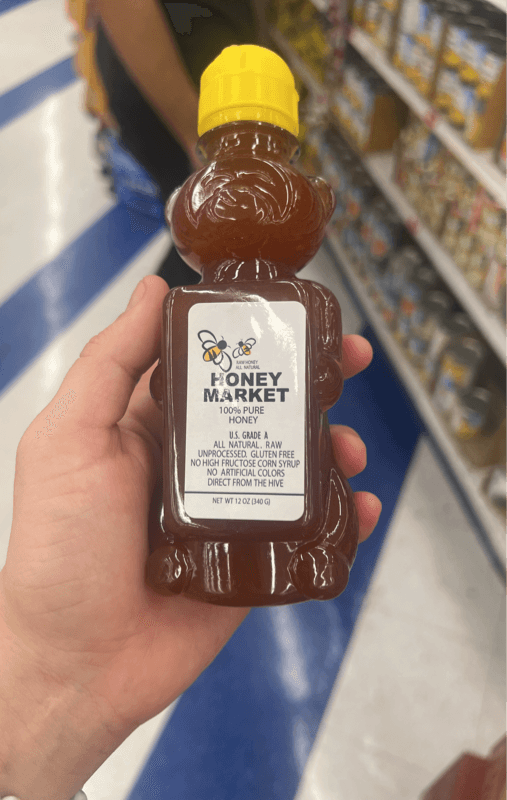 RAW HONEY
ALL NATURAL
HONEY
MARKET
100% PURE
HONEY
U.S. GRADE A
ALL NATURAL. RAW
UNPROCESSED. GLUTEN FREE
NO HIGH FRUCTOSE CORN SYRUP
NO ARTIFICIAL COLORS
DIRECT FROM THE HIVE
NET WT 12 OZ (340 G)